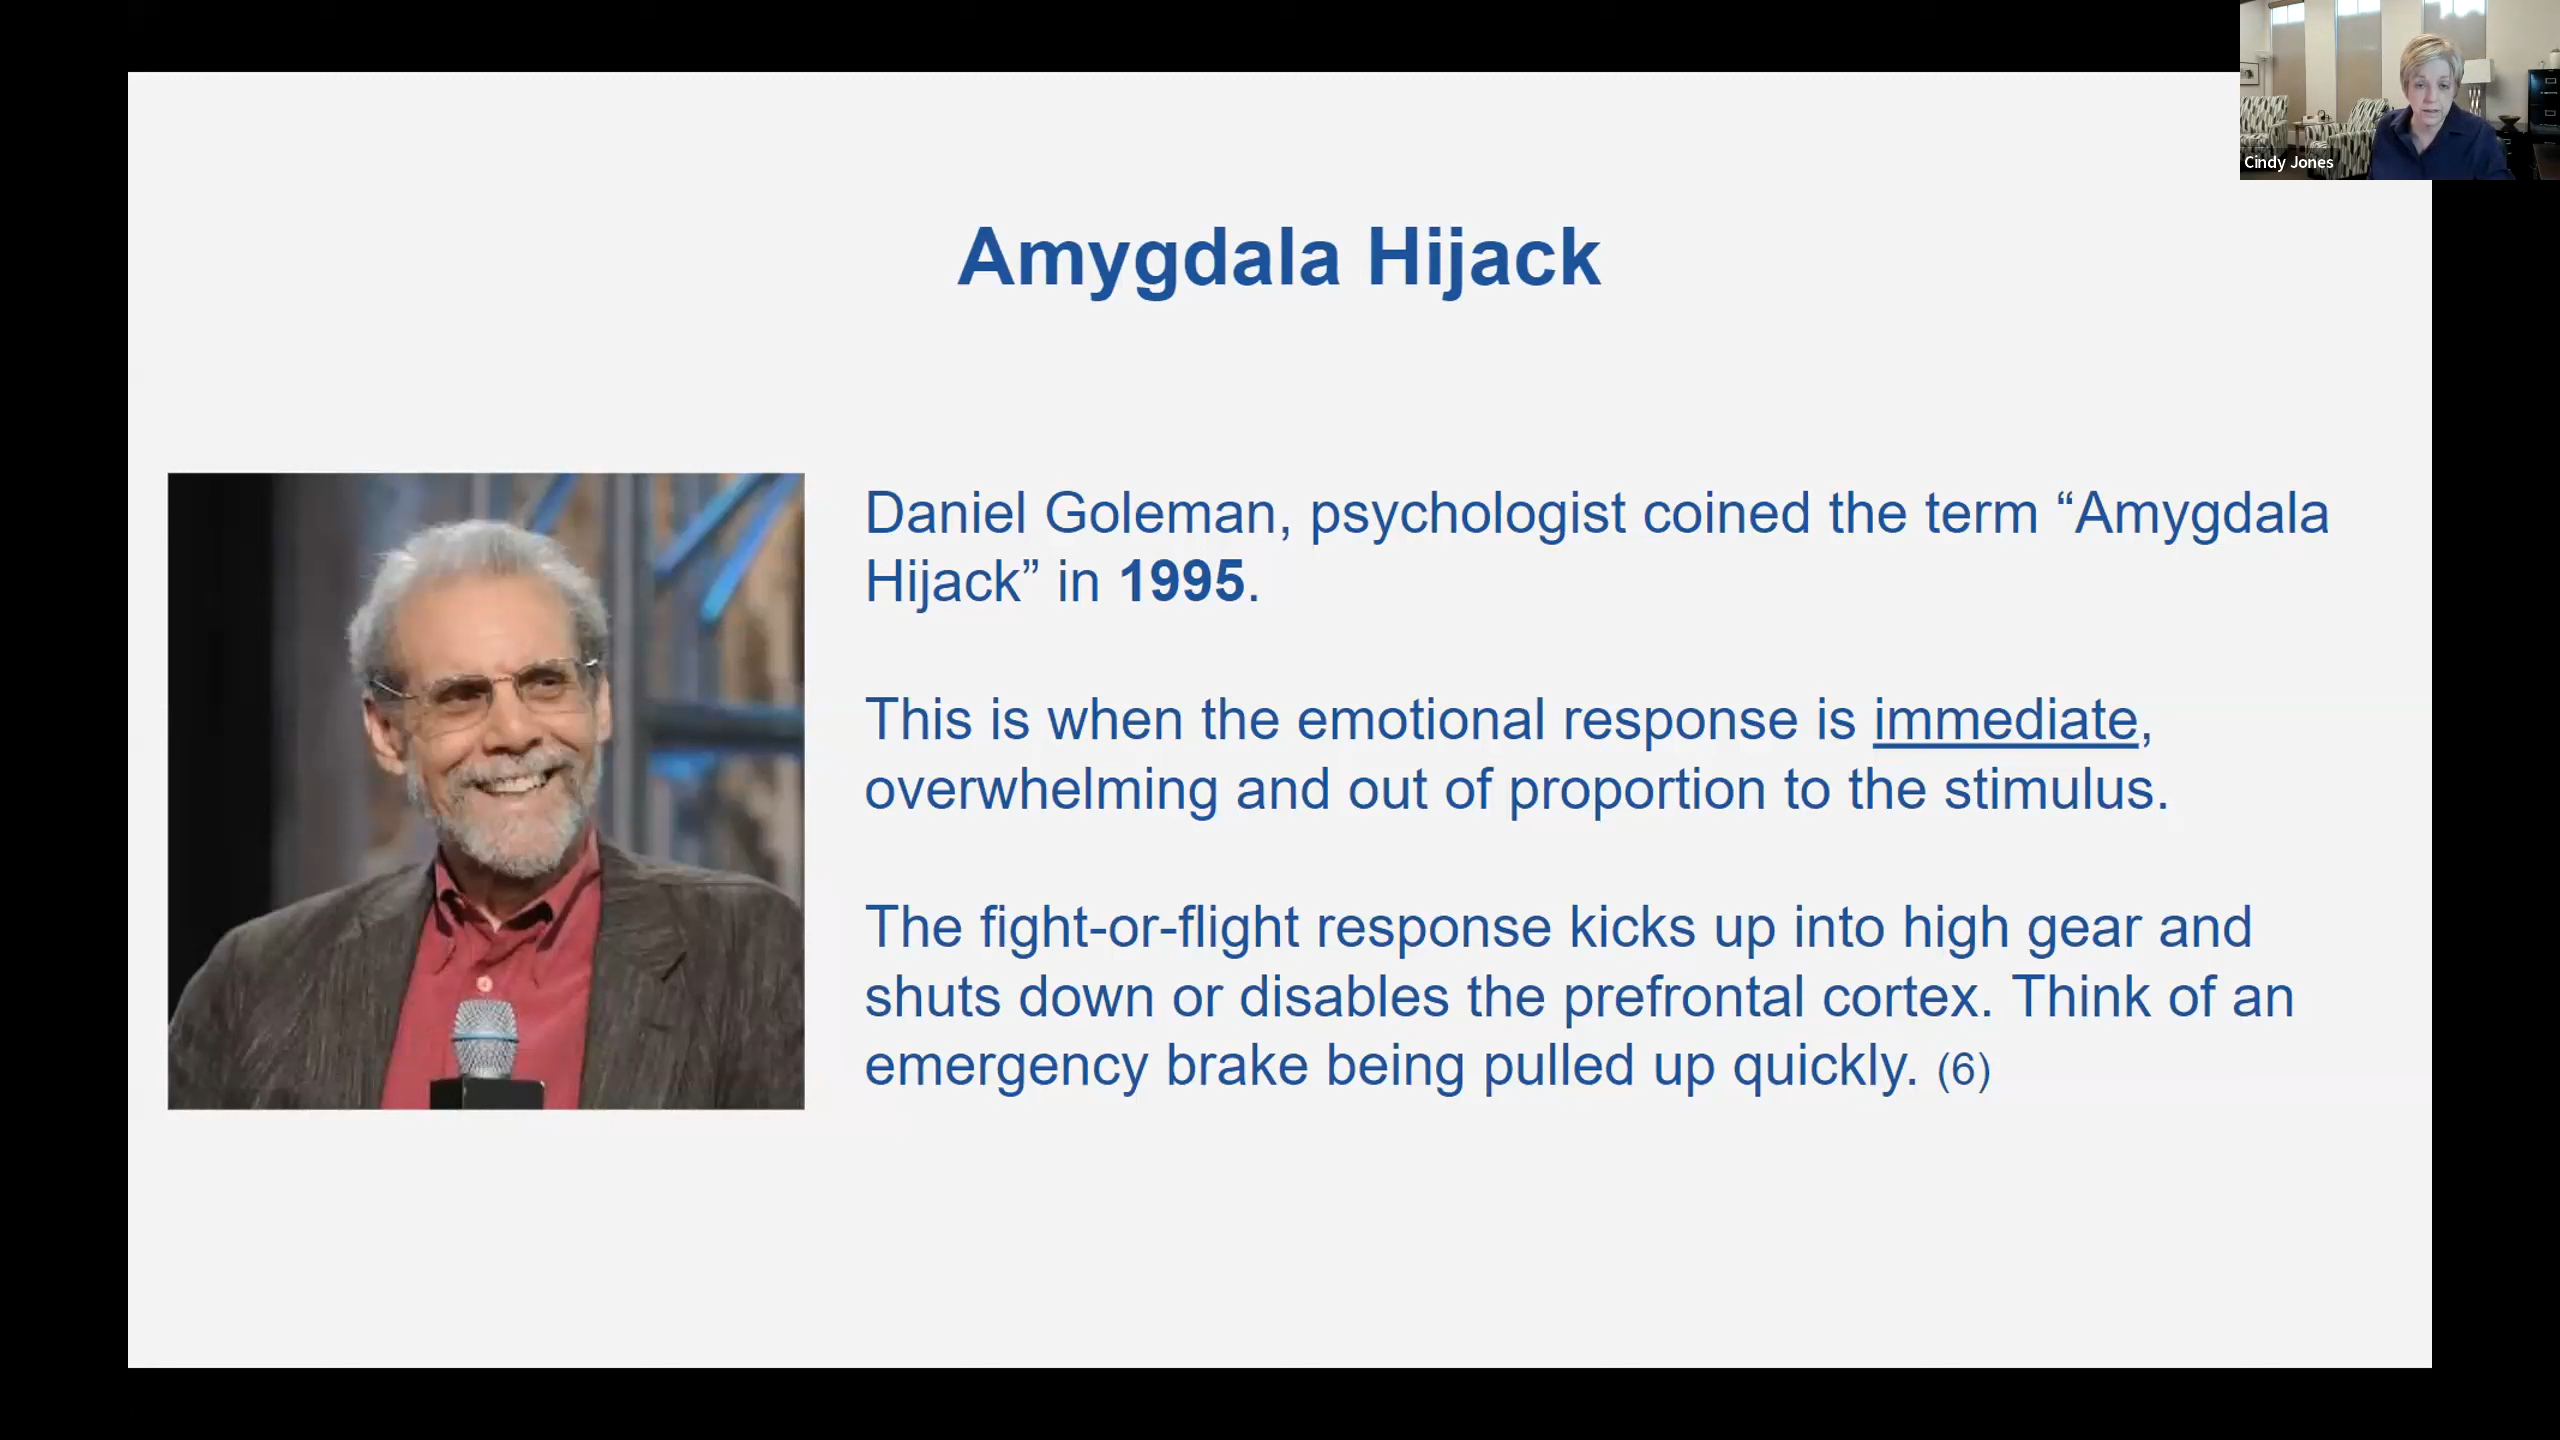 Cindy Jones
Amygdala Hijack
Daniel Goleman, psychologist coined the term “Amygdala
Hijack” in 1995.
This is when the emotional response is immediate,
overwhelming and out of proportion to the stimulus.
The fight-or-flight response kicks up into high gear and
shuts down or disables the prefrontal cortex. Think of an
emergency brake being pulled up quickly. (6)